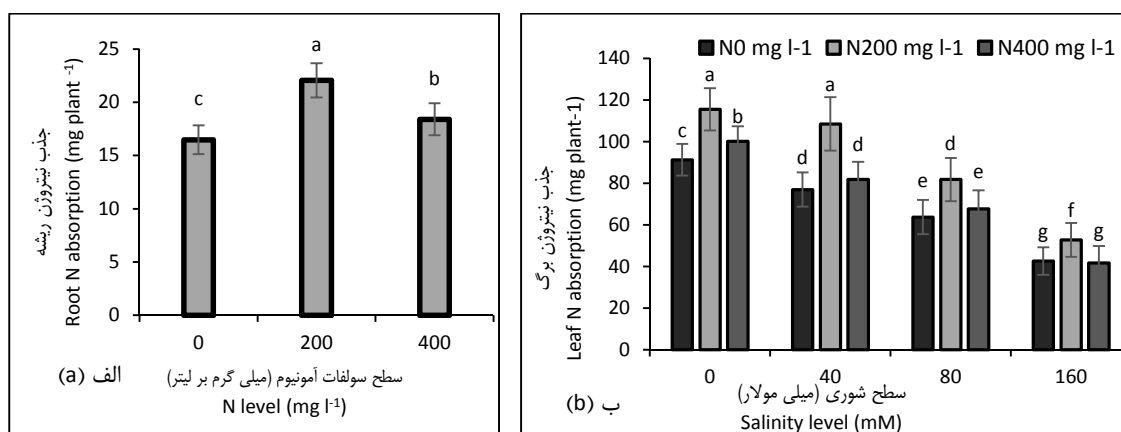 جذب نیتروژن ریشه
Root N absorption (mg plant ⁻¹)
30
25
20
15
10
5
0
c
a
b
0 200 400
سطح سولفات آمونیوم (میلی گرم بر لیتر)
N level (mg l⁻¹)
الف (a)
N0 mg l-1 N200 mg l-1 N400 mg l-1
جذب نیتروژن برگ
Leaf N absorption (mg plant-1)
140
120
100
80
60
40
20
0
c a b
d a d
e d e
g f g
0 40 80 160
سطح شوری (میلی مولار)
Salinity level (mM)
ب (b)